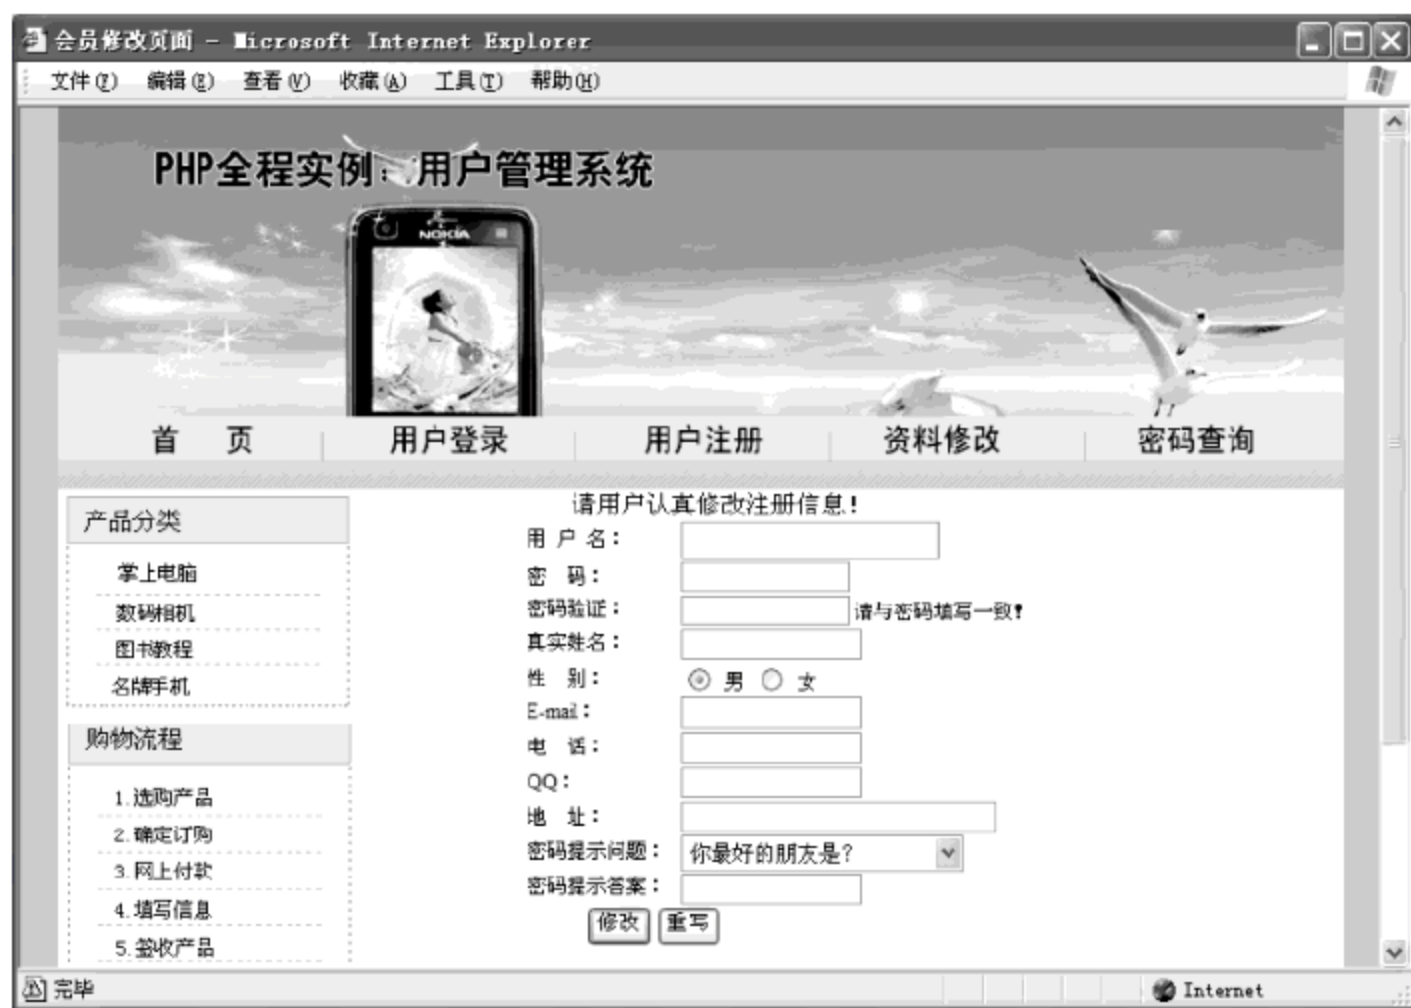 会员修改页面 - Microsoft Internet Explorer
文件(F) 编辑(E) 查看(V) 收藏(A) 工具(T) 帮助(H)
PHP全程实例:用户管理系统
NOKIA
首 页 用户登录 用户注册 资料修改 密码查询
产品分类
掌上电脑
数码相机
图书教程
名牌手机
购物流程
1.选购产品
2.确定订购
3.网上付款
4.填写信息
5.签收产品
请用户认真修改注册信息!
用 户 名:
密 码:
密码验证: 请与密码填写一致!
真实姓名:
性 别: 男 女
E-mail:
电 话:
QQ:
地 址:
密码提示问题: 你最好的朋友是?
密码提示答案:
修改 重写
完毕 Internet